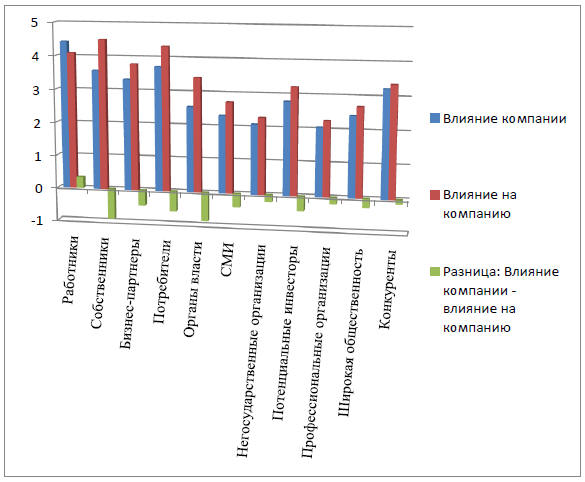 5
4
3
2
1
0
-1
Работники
Собственники
Бизнес-партнеры
Потребители
Органы власти
СМИ
Негосударственные организации
Потенциальные инвесторы
Профессиональные организации
Широкая общественность
Конкуренты
Влияние компании
Влияние на
компанию
Разница: Влияние
компании -
влияние на
компанию